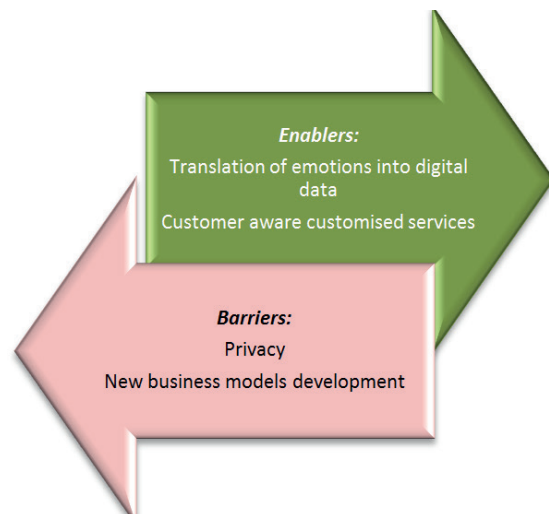 Enablers:
Translation of emotions into digital
data
Customer aware customised services
Barriers:
Privacy
New business models development